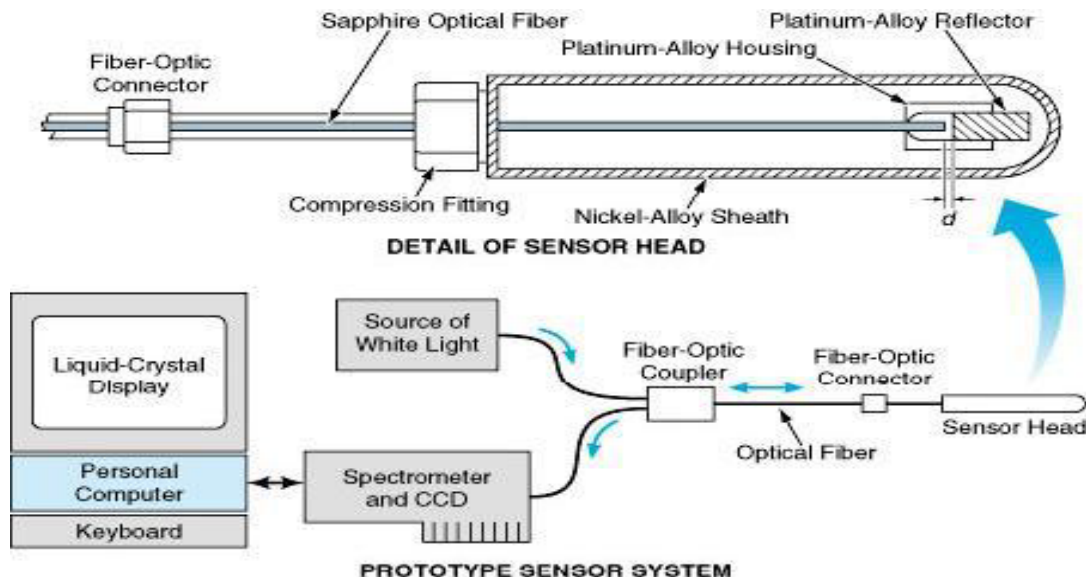 Sapphire Optical Fiber
Platinum-Alloy Reflector
Platinum-Alloy Housing
Fiber-Optic
Connector
Compression Fitting
Nickel-Alloy Sheath
d
DETAIL OF SENSOR HEAD
Liquid-Crystal
Display
Personal
Computer
Keyboard
Source of
White Light
Spectrometer
and CCD
Fiber-Optic
Coupler
Optical Fiber
Fiber-Optic
Connector
Sensor Head
PROTOTYPE SENSOR SYSTEM